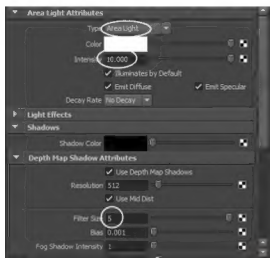 Area Light Attributes
Type Area Light
Color
Intensity 10.000
Illuminates by Default
Emit Diffuse Emit Specular
Decay Rate No Decay
Light Effects
Shadows
Shadow Color
Depth Map Shadow Attributes
Use Depth Map Shadows
Resolution 512
Use Mid Dist
Filter Size 5
Bias 0.001
Fog Shadow Intensity 1